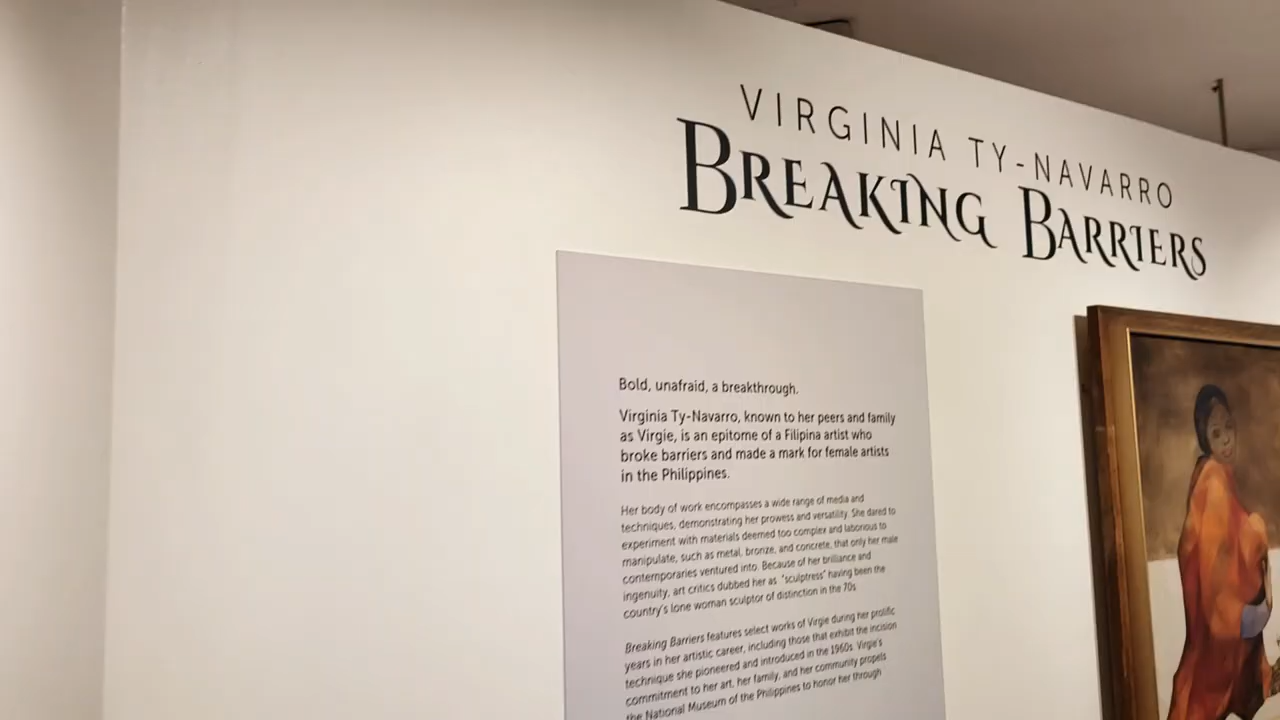 VIRGINIA TY-NAVARRO
BREAKING BARRIERS
Bold, unafraid, a breakthrough.
Virginia Ty-Navarro, known to her peers and family
as Virgie, is an epitome of a Filipina artist who
broke barriers and made a mark for female artists
in the Philippines.
Her body of work encompasses a wide range of media and
techniques, demonstrating her prowess and versatility. She dared to
experiment with materials deemed too complex and laborious to
manipulate, such as metal, bronze, and concrete, that only her male
contemporaries ventured into. Because of her brilliance and
ingenuity, art critics dubbed her as "sculptress" having been the
country's lone woman sculptor of distinction in the 70s.
Breaking Barriers features select works of Virgie during her prolific
years in her artistic career, including those that exhibit the incision
technique she pioneered and introduced in the 1960s. Virgie's
commitment to her art, her family, and her community propels
the National Museum of the Philippines to honor her through